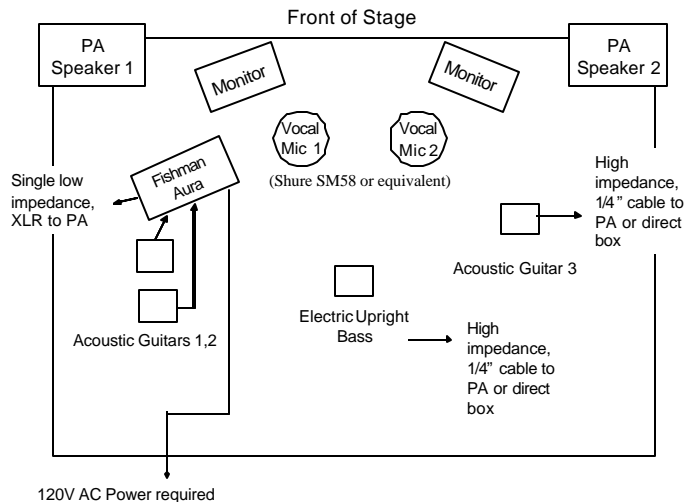 Front of Stage
PA
Speaker 1
PA
Speaker 2
Monitor
Monitor
Vocal
Mic 1
Vocal
Mic 2
(Shure SM58 or equivalent)
Fishman
Aura
Single low
impedance,
XLR to PA
High
impedance,
1/4" cable to
PA or direct
box
Acoustic Guitar 3
Acoustic Guitars 1,2
Electric Upright
Bass
High
impedance,
1/4" cable to
PA or direct
box
120V AC Power required